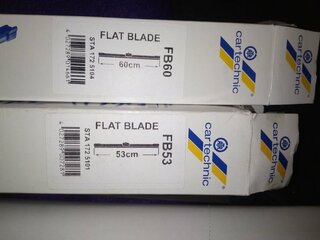 STA 172 5104
FLAT BLADE
60cm
FB60
cartechnic
STA 172 5101
FLAT BLADE
53cm
FB53
cartechnic